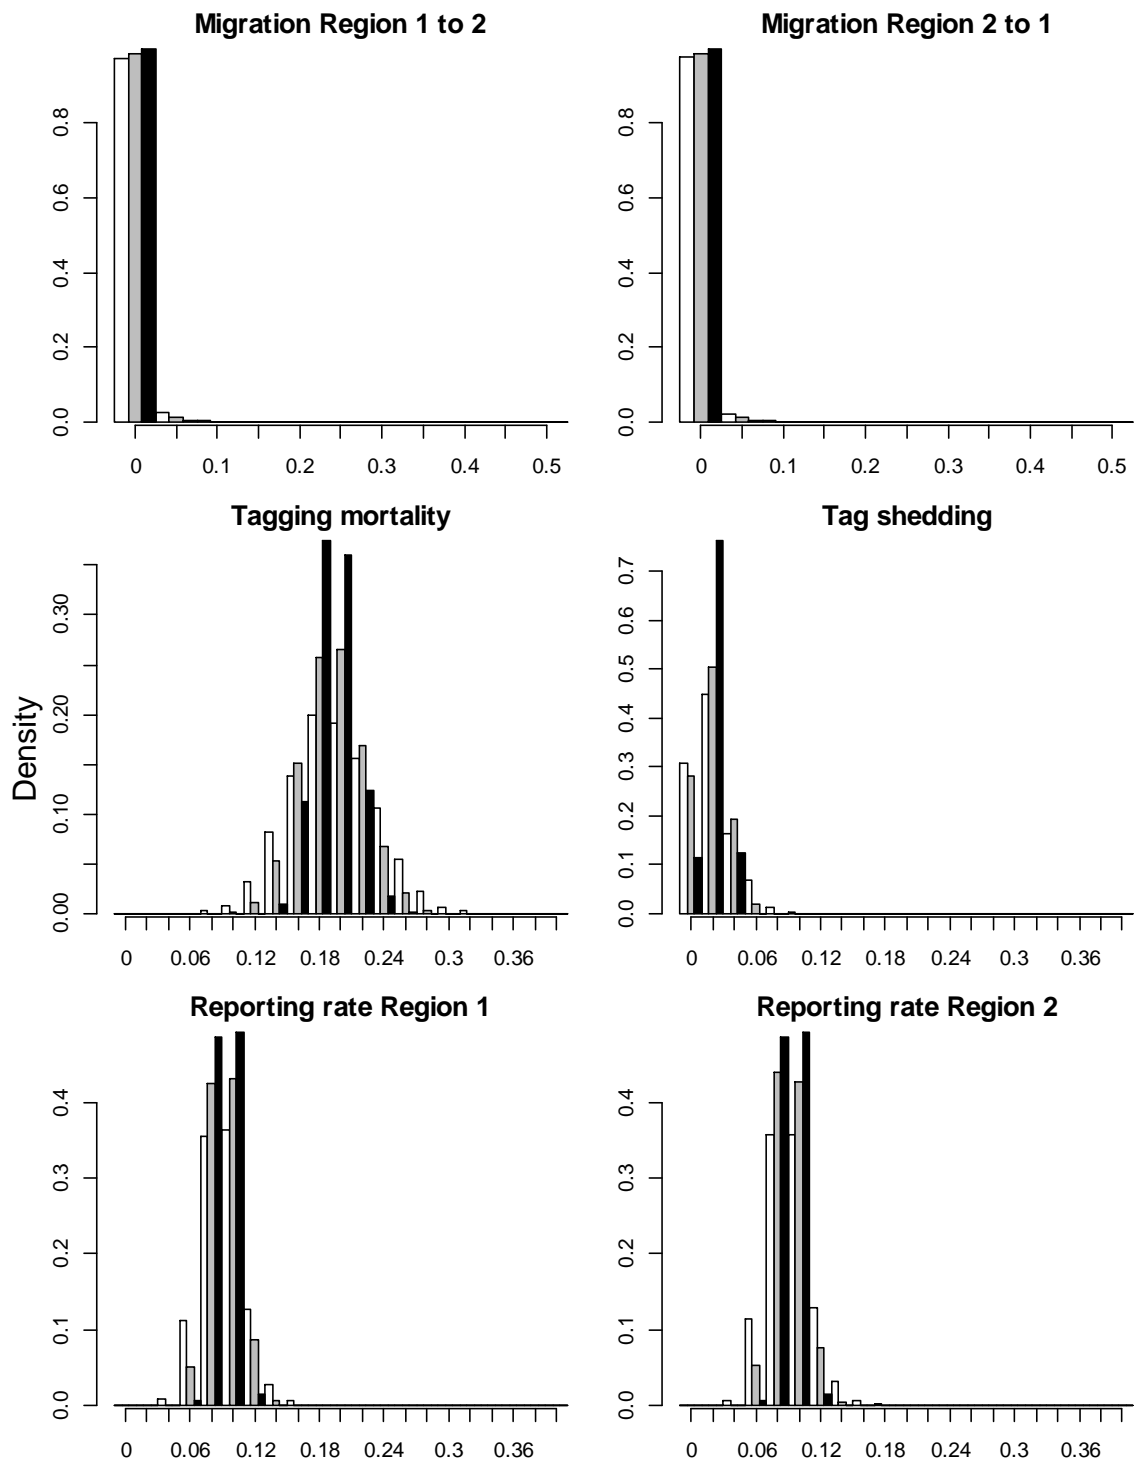 Migration Region 1 to 2
0.0 0.2 0.4 0.6 0.8
0 0.1 0.2 0.3 0.4 0.5
Migration Region 2 to 1
0.0 0.2 0.4 0.6 0.8
0 0.1 0.2 0.3 0.4 0.5
Density
Tagging mortality
0.00 0.10 0.20 0.30
0 0.06 0.12 0.18 0.24 0.3 0.36
Tag shedding
0.0 0.1 0.2 0.3 0.4 0.5 0.6 0.7
0 0.06 0.12 0.18 0.24 0.3 0.36
Reporting rate Region 1
0.0 0.1 0.2 0.3 0.4
0 0.06 0.12 0.18 0.24 0.3 0.36
Reporting rate Region 2
0.0 0.1 0.2 0.3 0.4
0 0.06 0.12 0.18 0.24 0.3 0.36